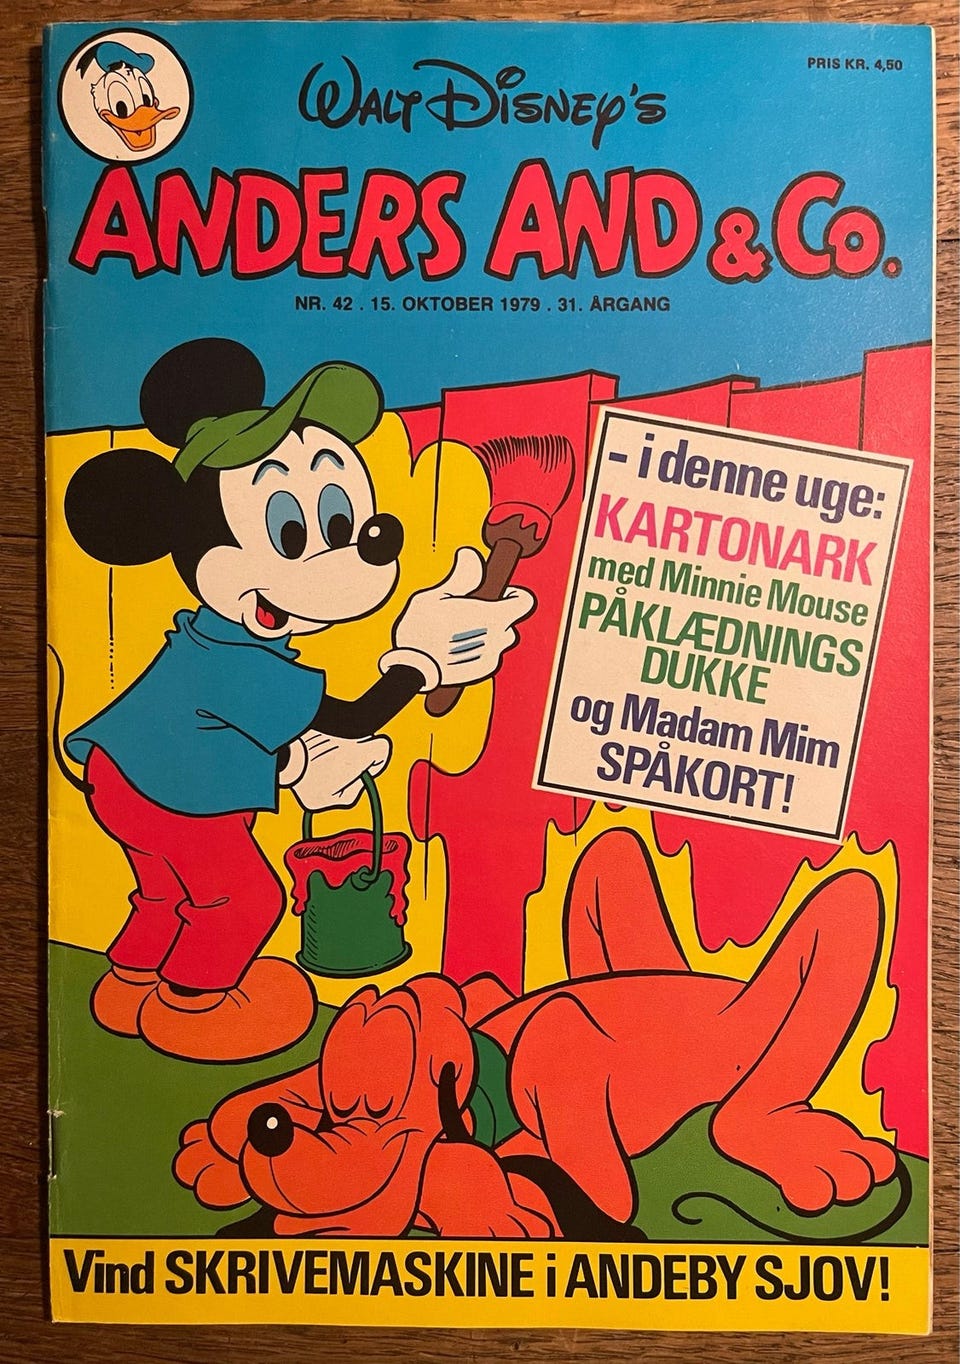 PRIS KR. 4,50
WALT DISNEY'S
ANDERS AND & Co.
NR. 42 . 15. OKTOBER 1979 . 31. ÅRGANG
- i denne uge:
KARTONARK
med Minnie Mouse
PÅKLÆDNINGS
DUKKE
og Madam Mim
SPÅKORT!
Vind SKRIVEMASKINE i ANDEBY SJOV!